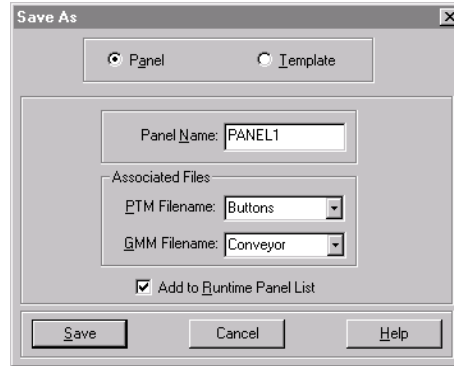 Save As
Panel Template
Panel Name: PANEL1
Associated Files
PTM Filename: Buttons
GMM Filename: Conveyor
Add to Runtime Panel List
Save Cancel Help